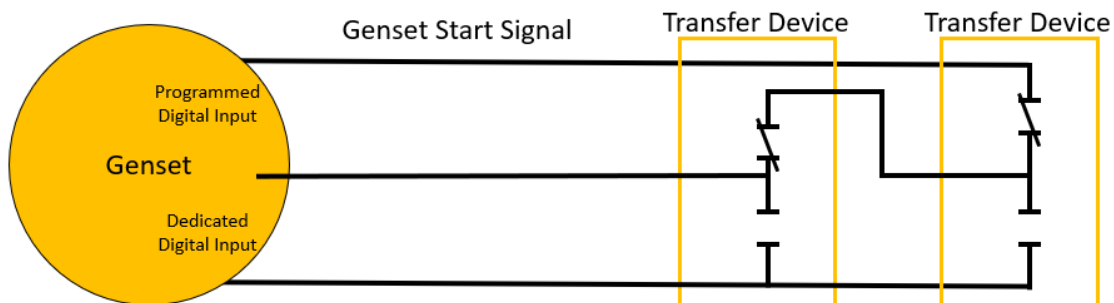 Genset Start Signal
Transfer Device
Transfer Device
Programmed
Digital Input
Genset
Dedicated
Digital Input